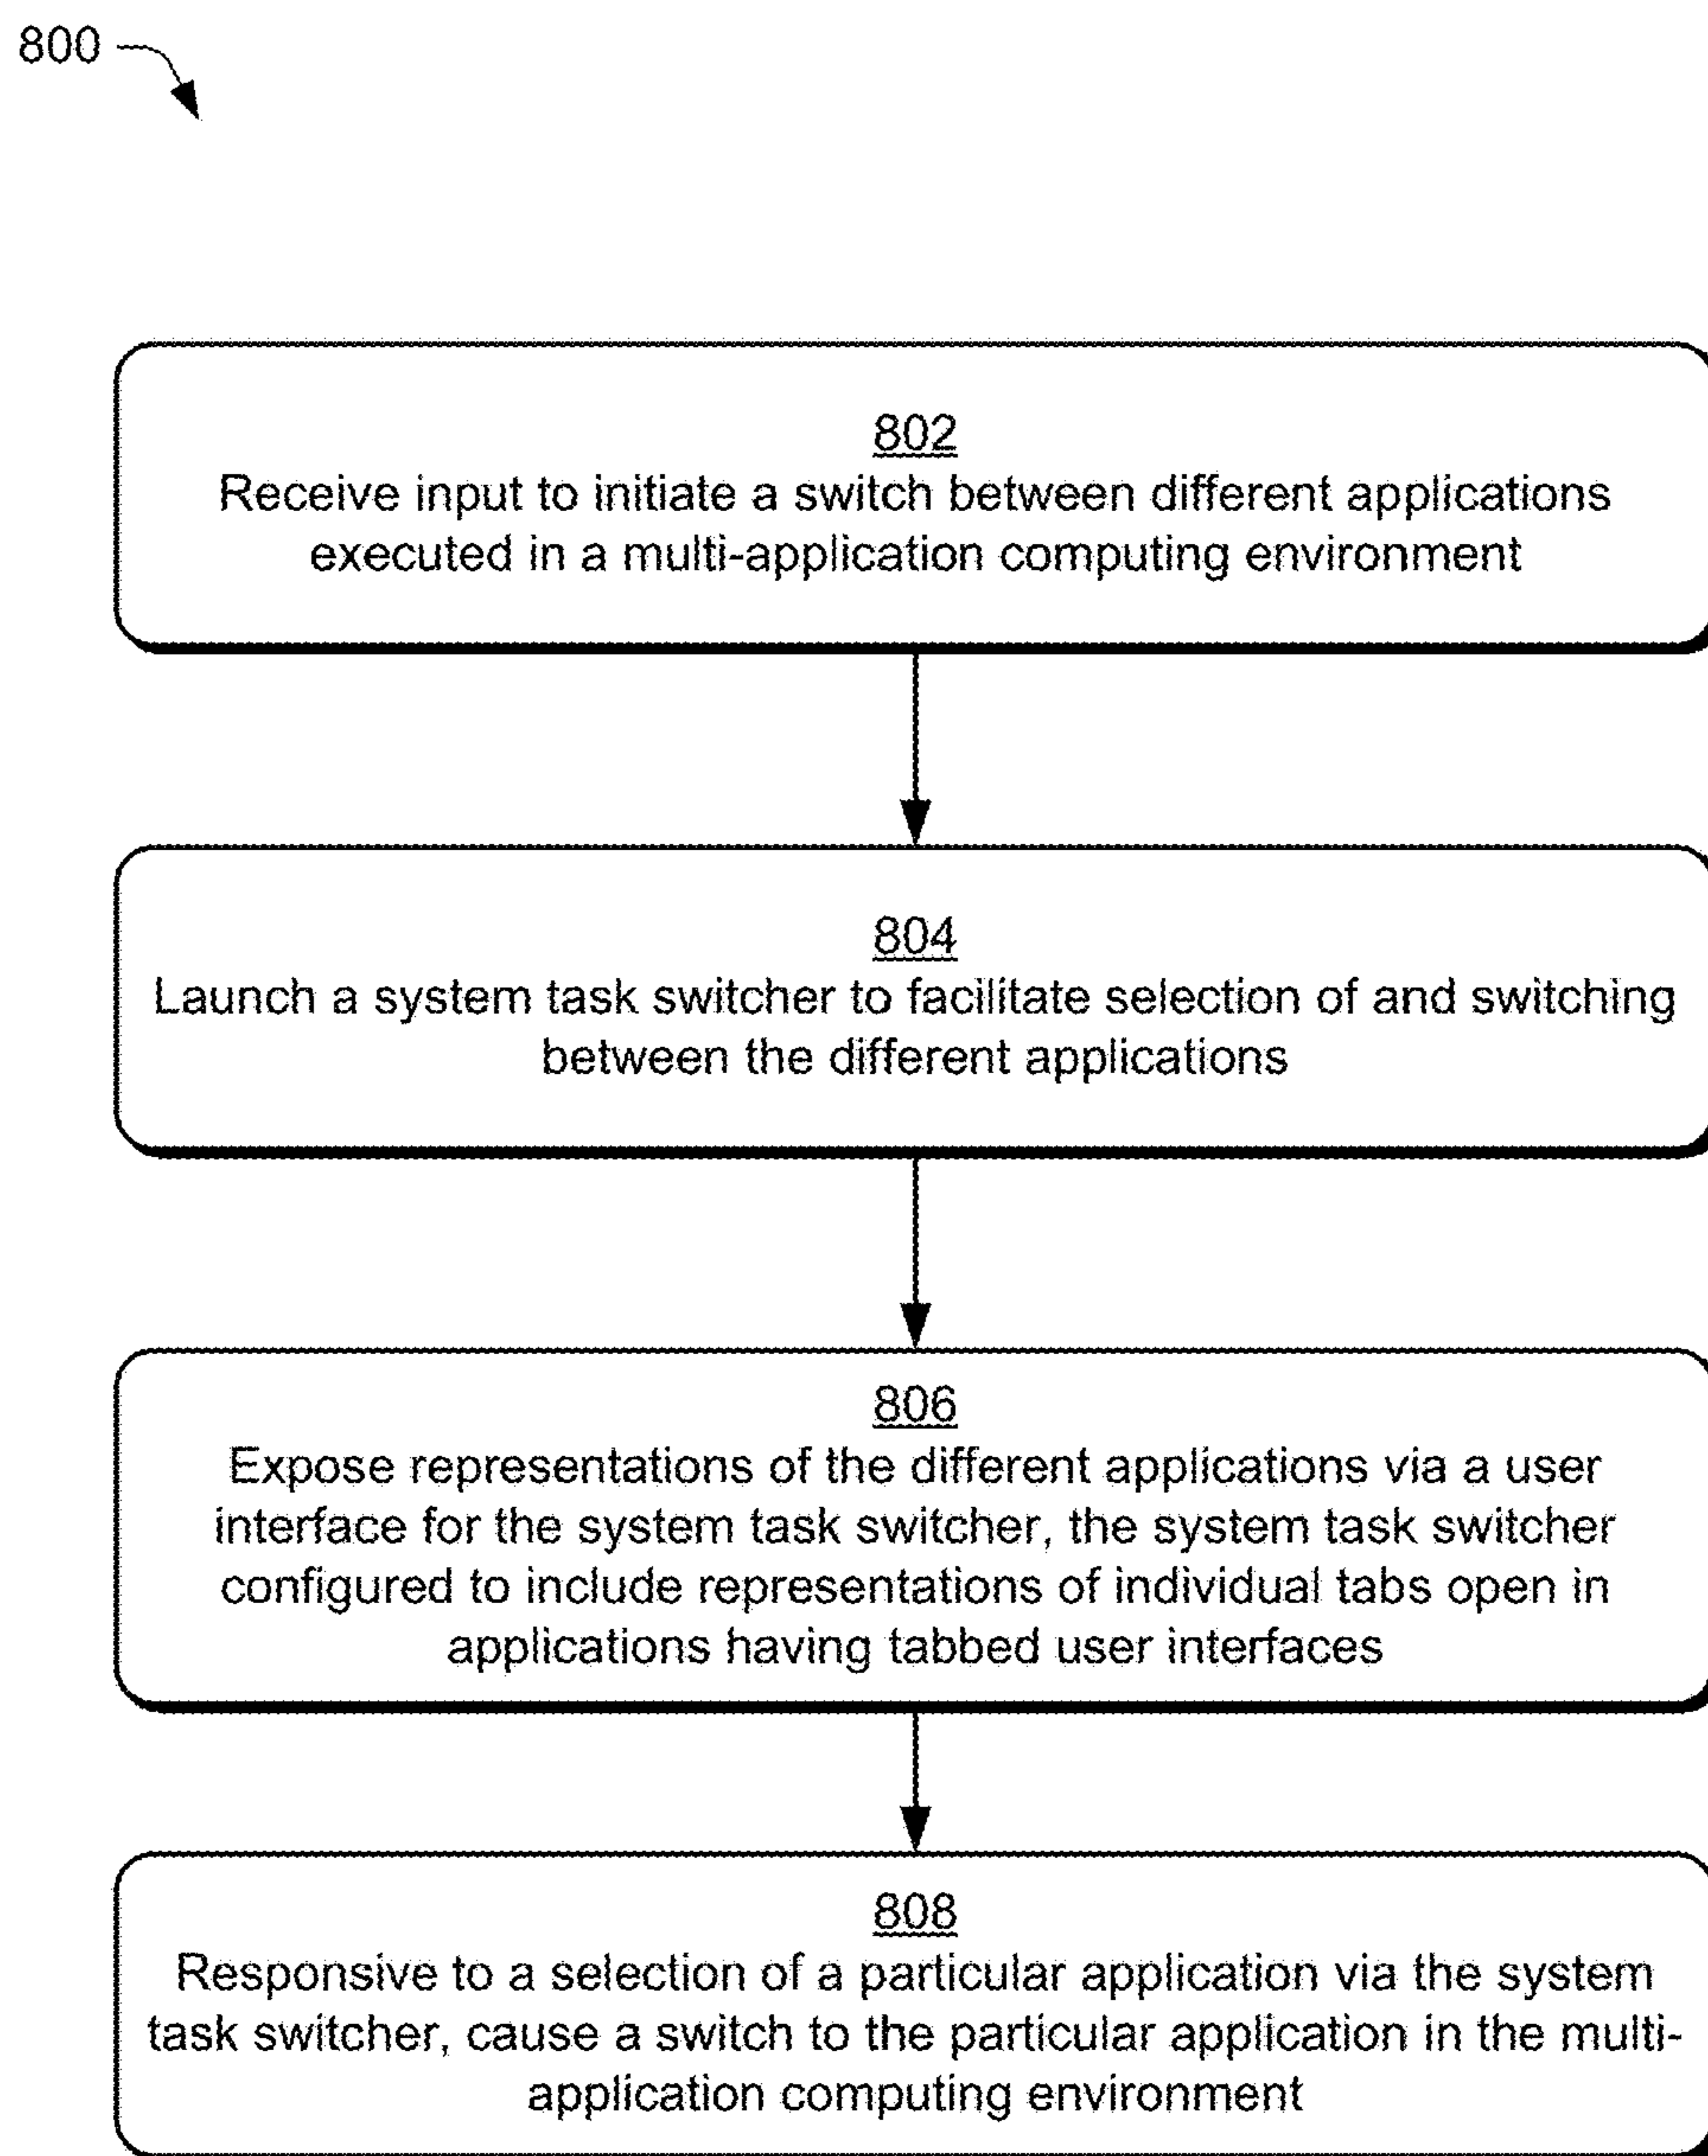 800
802
Receive input to initiate a switch between different applications
executed in a multi-application computing environment
804
Launch a system task switcher to facilitate selection of and switching
between the different applications
806
Expose representations of the different applications via a user
interface for the system task switcher, the system task switcher
configured to include representations of individual tabs open in
applications having tabbed user interfaces
808
Responsive to a selection of a particular application via the system
task switcher, cause a switch to the particular application in the multi-
application computing environment